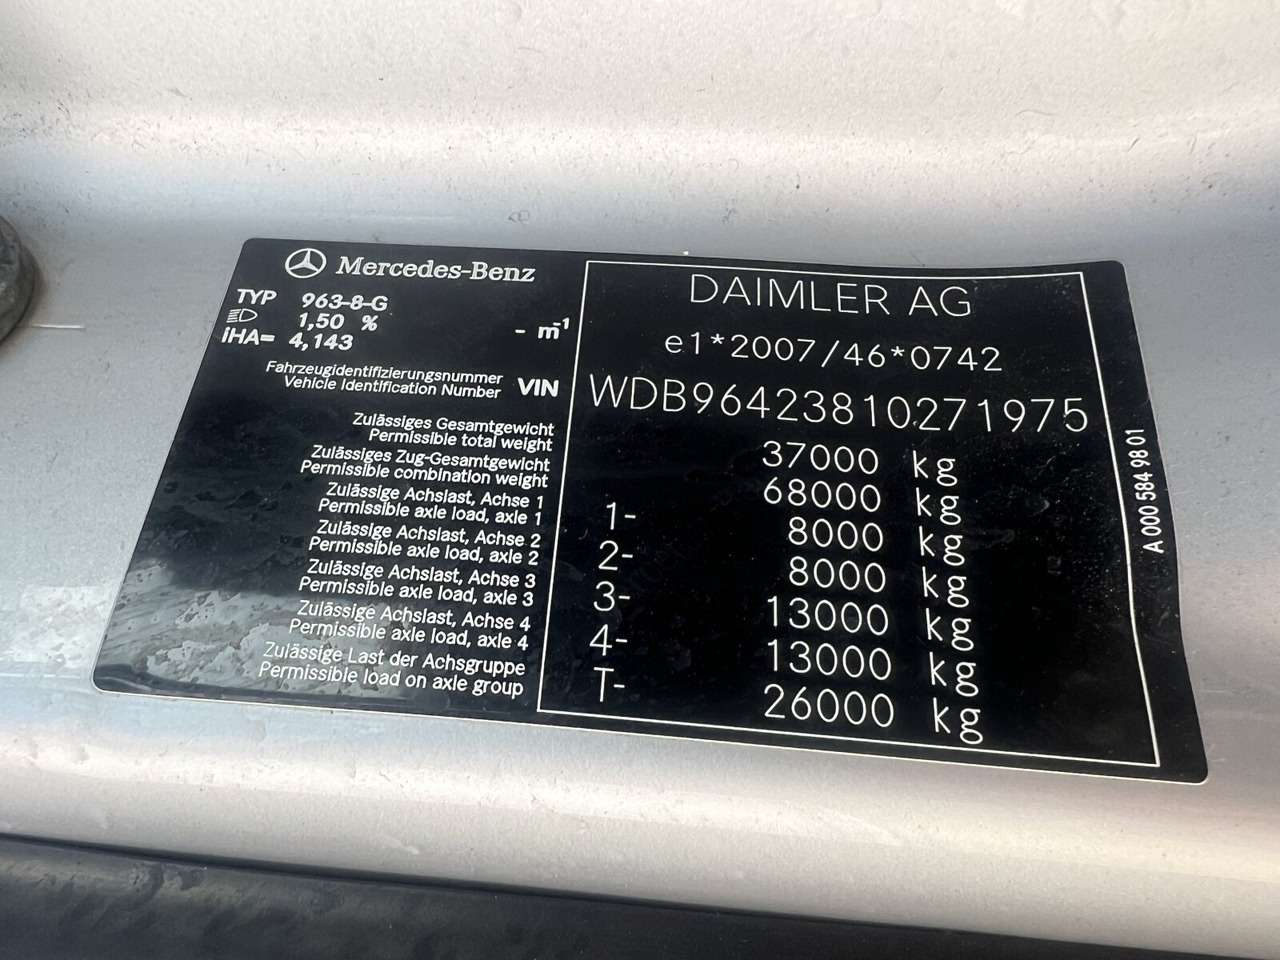 Mercedes-Benz
TYP 963-8-G
1,50 %
iHA= 4,143
- m-1
Fahrzeugidentifizierungsnummer
Vehicle Identification Number VIN
Zulässiges Gesamtgewicht
Permissible total weight
Zulässiges Zug-Gesamtgewicht
Permissible combination weight
Zulässige Achslast, Achse 1
Permissible axle load, axle 1
Zulässige Achslast, Achse 2
Permissible axle load, axle 2
Zulässige Achslast, Achse 3
Permissible axle load, axle 3
Zulässige Achslast, Achse 4
Permissible axle load, axle 4
Zulässige Last der Achsgruppe
Permissible load on axle group
DAIMLER AG
e1*2007/46*0742
WDB96423810271975
37000 kg
68000 kg
1- 8000 kg
2- 8000 kg
3- 13000 kg
4- 13000 kg
T- 26000 kg
A 000 584 98 01